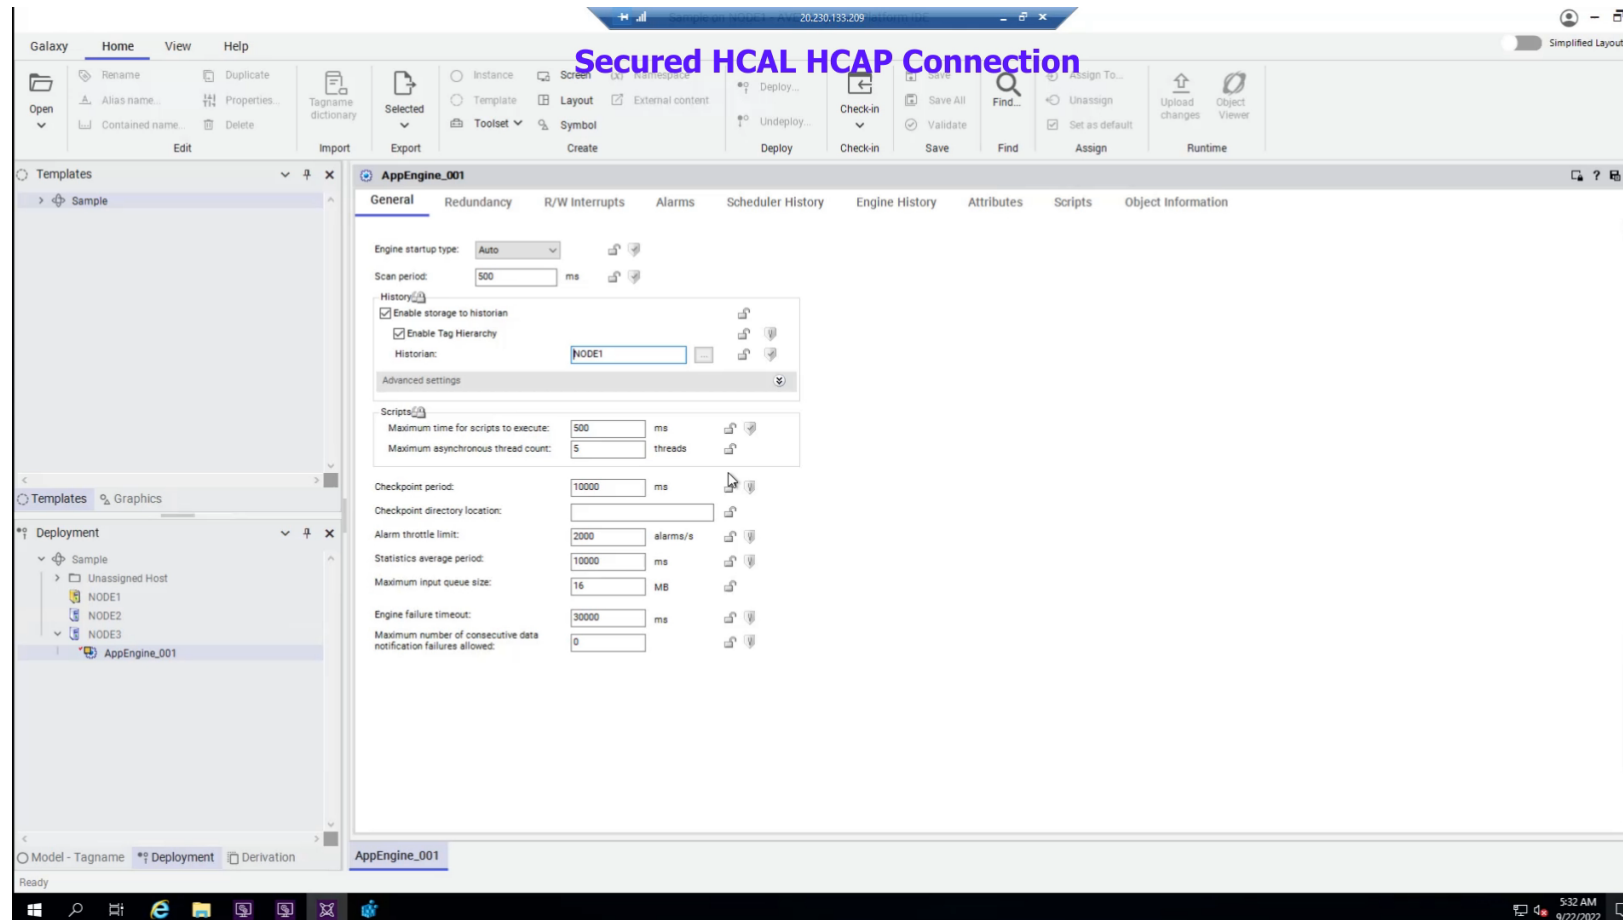 20.230.133.209
Secured HCAL HCAP Connection
Galaxy Home View Help
Simplified Layout
Open
Rename
Alias name...
Contained name...
Duplicate
Properties...
Delete
Edit
Tagname dictionary
Import
Selected
Export
Instance
Template
Toolset
Screen
Layout
Symbol
Namespace
External content
Create
Deploy...
Undeploy...
Deploy
Check-in
Check-in
Save
Save All
Validate
Save
Find...
Find
Assign To...
Unassign
Set as default
Assign
Upload changes
Object Viewer
Runtime
Templates
Sample
Templates Graphics
Deployment
Sample
Unassigned Host
NODE1
NODE2
NODE3
AppEngine_001
Model - Tagname Deployment Derivation
Ready
AppEngine_001
General Redundancy R/W Interrupts Alarms Scheduler History Engine History Attributes Scripts Object Information
Engine startup type: Auto
Scan period: 500 ms
History
Enable storage to historian
Enable Tag Hierarchy
Historian: NODE1 ...
Advanced settings
Scripts
Maximum time for scripts to execute: 500 ms
Maximum asynchronous thread count: 5 threads
Checkpoint period: 10000 ms
Checkpoint directory location:
Alarm throttle limit: 2000 alarms/s
Statistics average period: 10000 ms
Maximum input queue size: 16 MB
Engine failure timeout: 30000 ms
Maximum number of consecutive data
notification failures allowed: 0
AppEngine_001
5:32 AM
9/22/2022